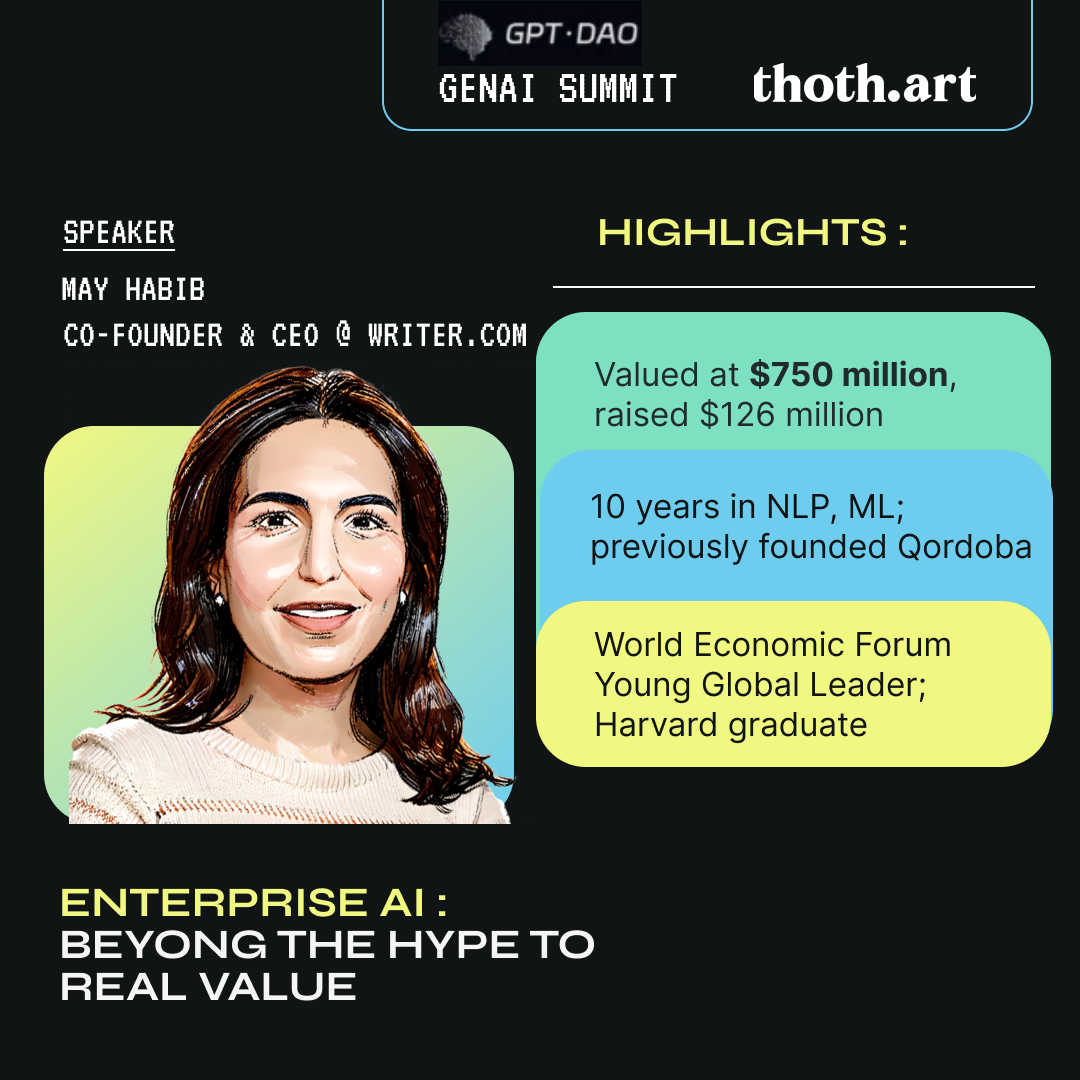 GPT·DAO
GENAI SUMMIT
thoth.art
SPEAKER
MAY HABIB
CO-FOUNDER & CEO @ WRITER.COM
HIGHLIGHTS :
Valued at $750 million,
raised $126 million
10 years in NLP, ML;
previously founded Qordoba
World Economic Forum
Young Global Leader;
Harvard graduate
ENTERPRISE AI :
BEYONG THE HYPE TO
REAL VALUE